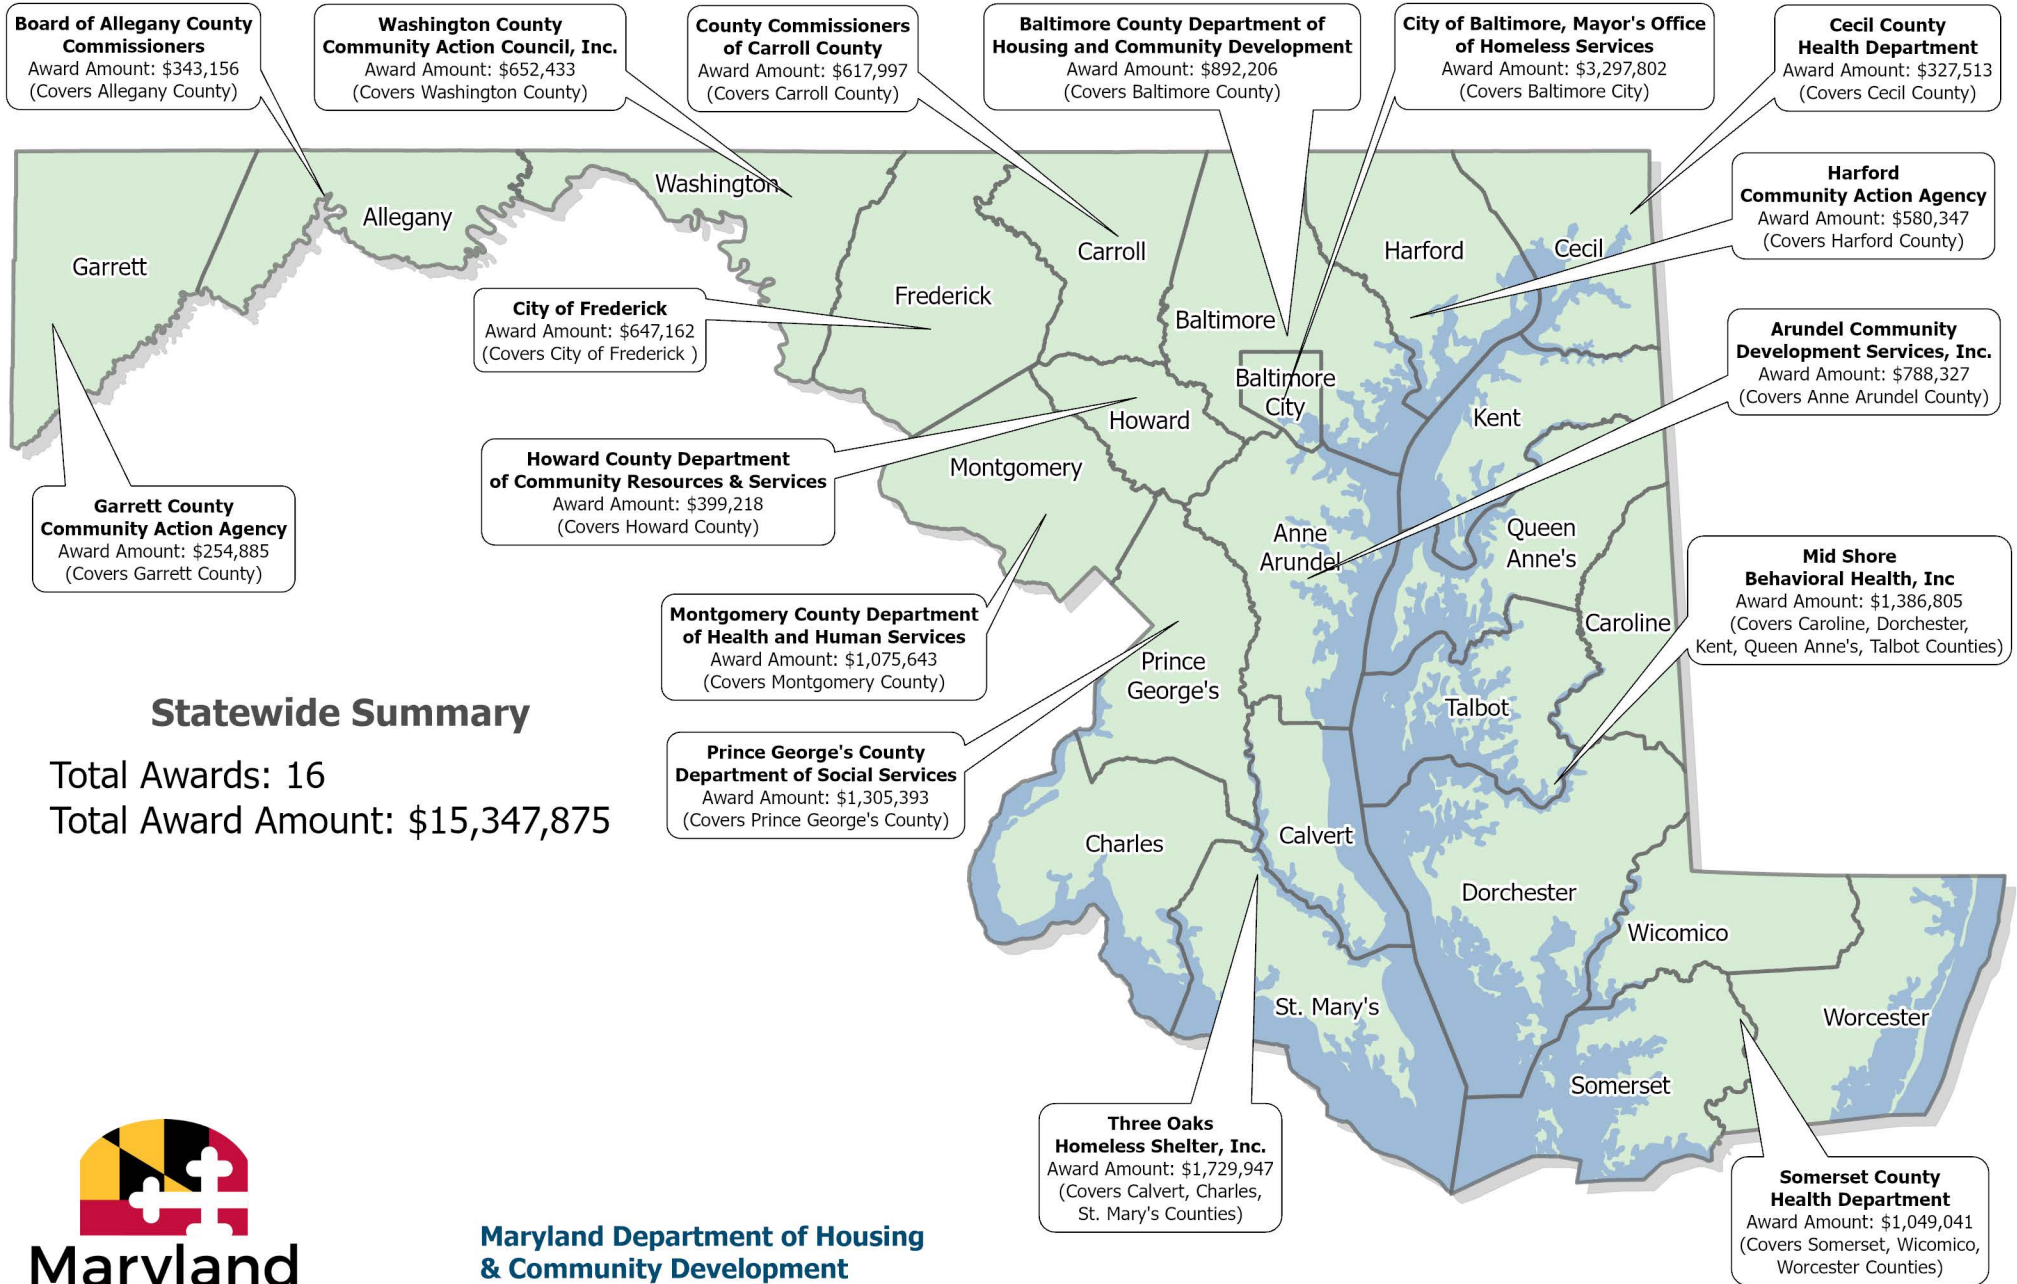 Board of Allegany County
Commissioners
Award Amount: $343,156
(Covers Allegany County)
Washington County
Community Action Council, Inc.
Award Amount: $652,433
(Covers Washington County)
County Commissioners
of Carroll County
Award Amount: $617,997
(Covers Carroll County)
Baltimore County Department of
Housing and Community Development
Award Amount: $892,206
(Covers Baltimore County)
City of Baltimore, Mayor's Office
of Homeless Services
Award Amount: $3,297,802
(Covers Baltimore City)
Cecil County
Health Department
Award Amount: $327,513
(Covers Cecil County)
Harford
Community Action Agency
Award Amount: $580,347
(Covers Harford County)
Washington
Allegany
Garrett
Carroll
Harford
Cecil
Frederick
Baltimore
City of Frederick
Award Amount: $647,162
(Covers City of Frederick )
Arundel Community
Development Services, Inc.
Award Amount: $788,327
(Covers Anne Arundel County)
Baltimore
City
Howard
Kent
Montgomery
Howard County Department
of Community Resources & Services
Award Amount: $399,218
(Covers Howard County)
Garrett County
Community Action Agency
Award Amount: $254,885
(Covers Garrett County)
Anne
Arundel
Queen
Anne's
Mid Shore
Behavioral Health, Inc
Award Amount: $1,386,805
(Covers Caroline, Dorchester,
Kent, Queen Anne's, Talbot Counties)
Caroline
Montgomery County Department
of Health and Human Services
Award Amount: $1,075,643
(Covers Montgomery County)
Prince
George's
Talbot
Statewide Summary
Total Awards: 16
Total Award Amount: $15,347,875
Prince George's County
Department of Social Services
Award Amount: $1,305,393
(Covers Prince George's County)
Charles
Calvert
Dorchester
Wicomico
St. Mary's
Worcester
Somerset
Three Oaks
Homeless Shelter, Inc.
Award Amount: $1,729,947
(Covers Calvert, Charles,
St. Mary's Counties)
Somerset County
Health Department
Award Amount: $1,049,041
(Covers Somerset, Wicomico,
Worcester Counties)
Maryland
Maryland Department of Housing
& Community Development